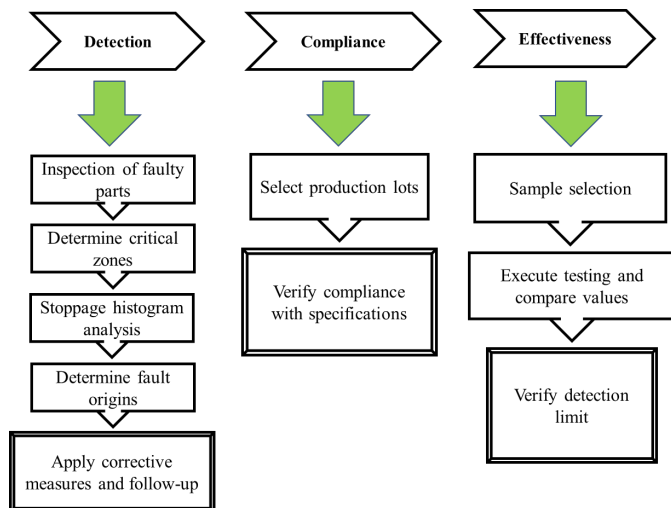 Detection
Inspection of faulty
parts
Determine critical
zones
Stoppage histogram
analysis
Determine fault
origins
Apply corrective
measures and follow-up
Compliance
Select production lots
Verify compliance
with specifications
Effectiveness
Sample selection
Execute testing and
compare values
Verify detection
limit